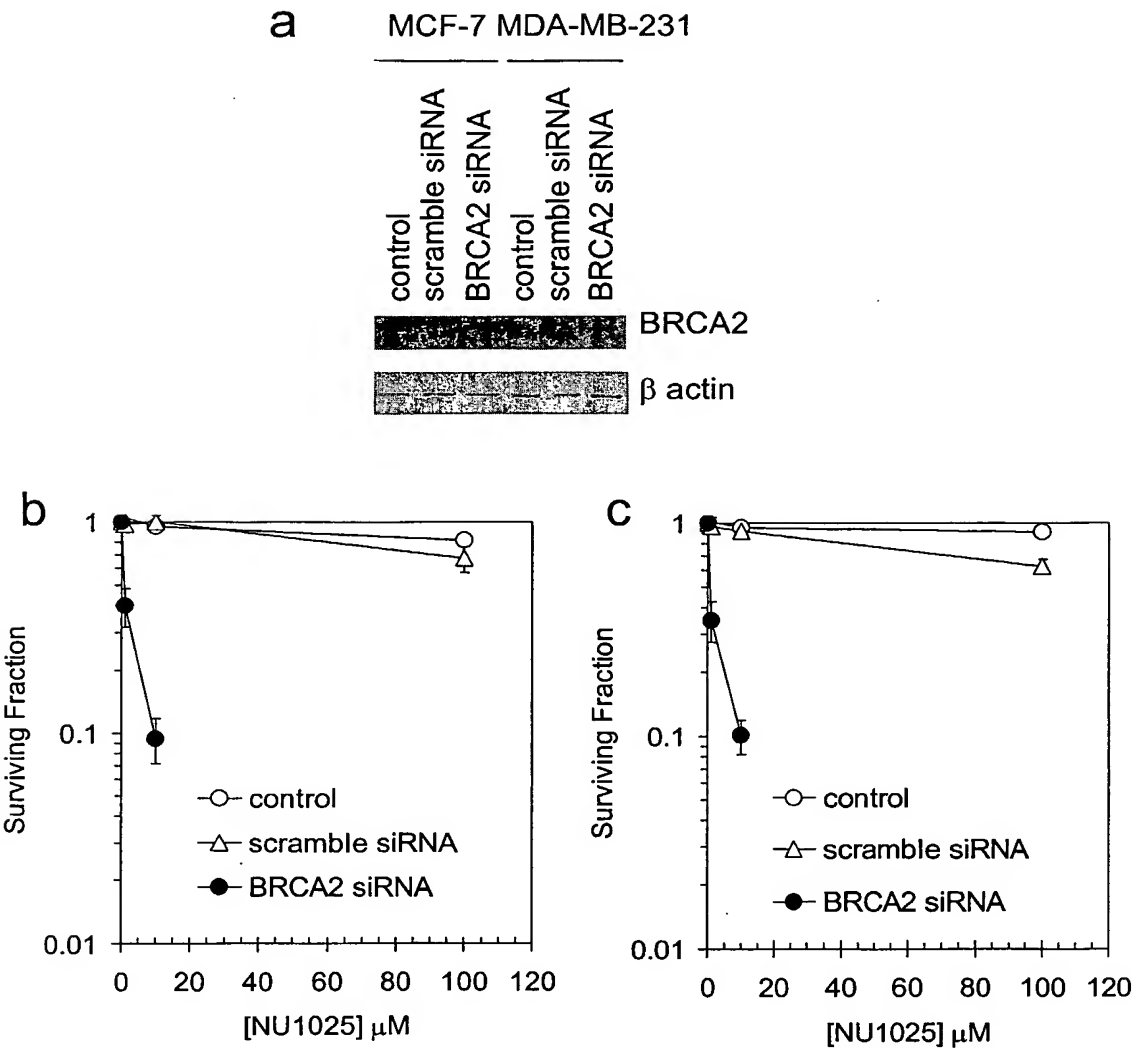 a
MCF-7 MDA-MB-231
control
scramble siRNA
BRCA2 siRNA
control
scramble siRNA
BRCA2 siRNA
BRCA2
β actin
b
Surviving Fraction
1
0.1
0.01
control
scramble siRNA
BRCA2 siRNA
0 20 40 60 80 100 120
[NU1025] μM
c
Surviving Fraction
1
0.1
0.01
control
scramble siRNA
BRCA2 siRNA
0 20 40 60 80 100 120
[NU1025] μM